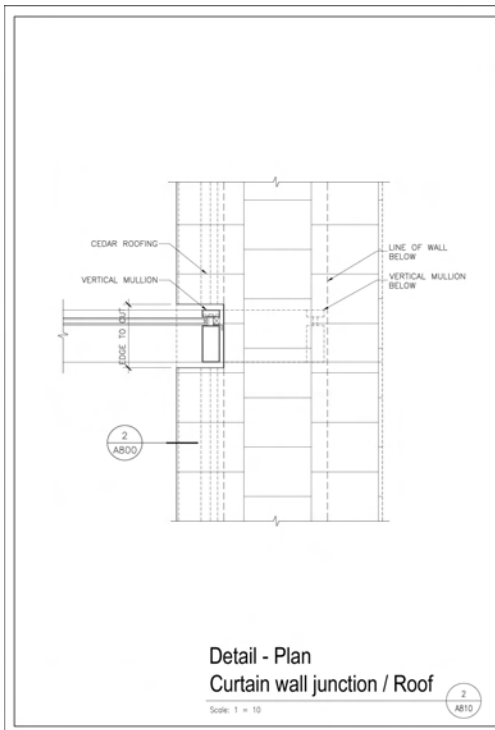 CEDAR ROOFING
LINE OF WALL
BELOW
VERTICAL MULLION
VERTICAL MULLION
BELOW
EDGE TO CUT
2
A800
Detail - Plan
Curtain wall junction / Roof
2
A810
Scale: 1 = 10